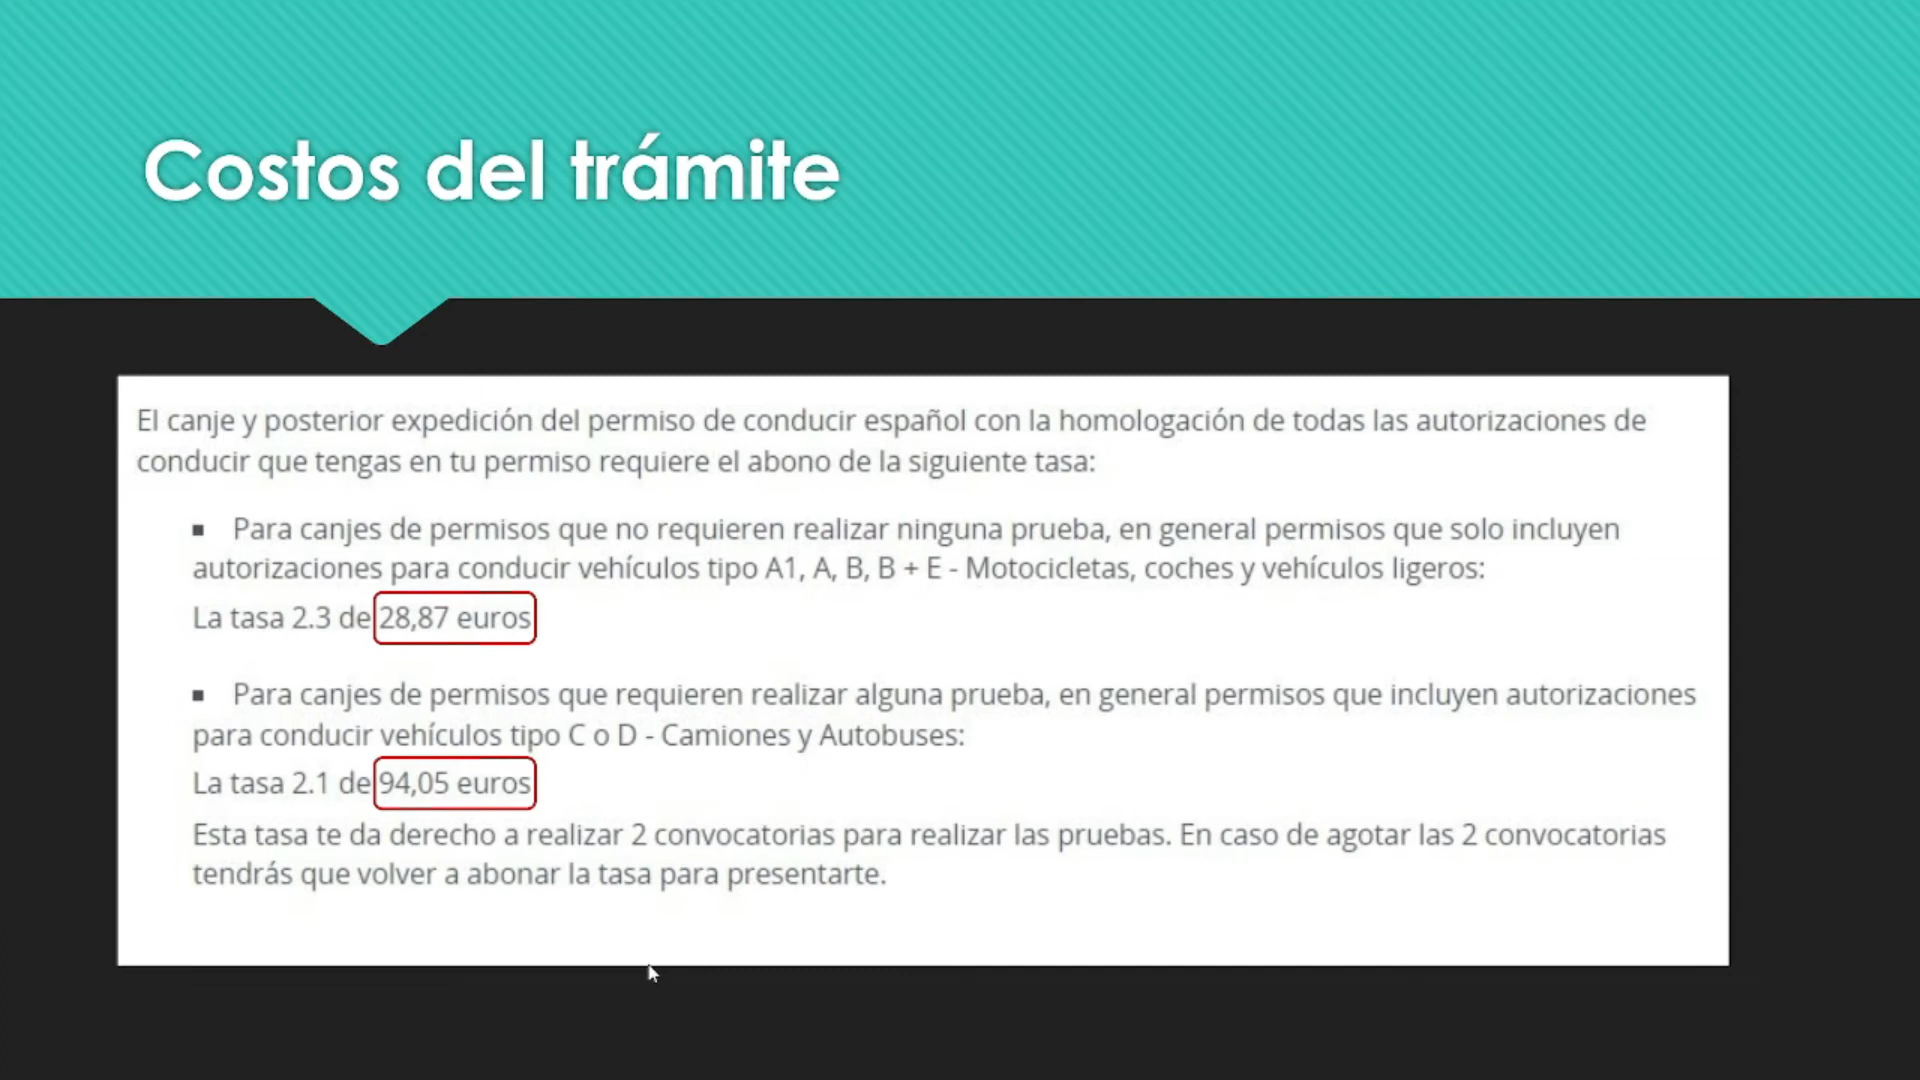 Costos del trámite
El canje y posterior expedición del permiso de conducir español con la homologación de todas las autorizaciones de
conducir que tengas en tu permiso requiere el abono de la siguiente tasa:
▪ Para canjes de permisos que no requieren realizar ninguna prueba, en general permisos que solo incluyen
autorizaciones para conducir vehículos tipo A1, A, B, B + E - Motocicletas, coches y vehículos ligeros:
La tasa 2.3 de 28,87 euros
▪ Para canjes de permisos que requieren realizar alguna prueba, en general permisos que incluyen autorizaciones
para conducir vehículos tipo C o D - Camiones y Autobuses:
La tasa 2.1 de 94,05 euros
Esta tasa te da derecho a realizar 2 convocatorias para realizar las pruebas. En caso de agotar las 2 convocatorias
tendrás que volver a abonar la tasa para presentarte.